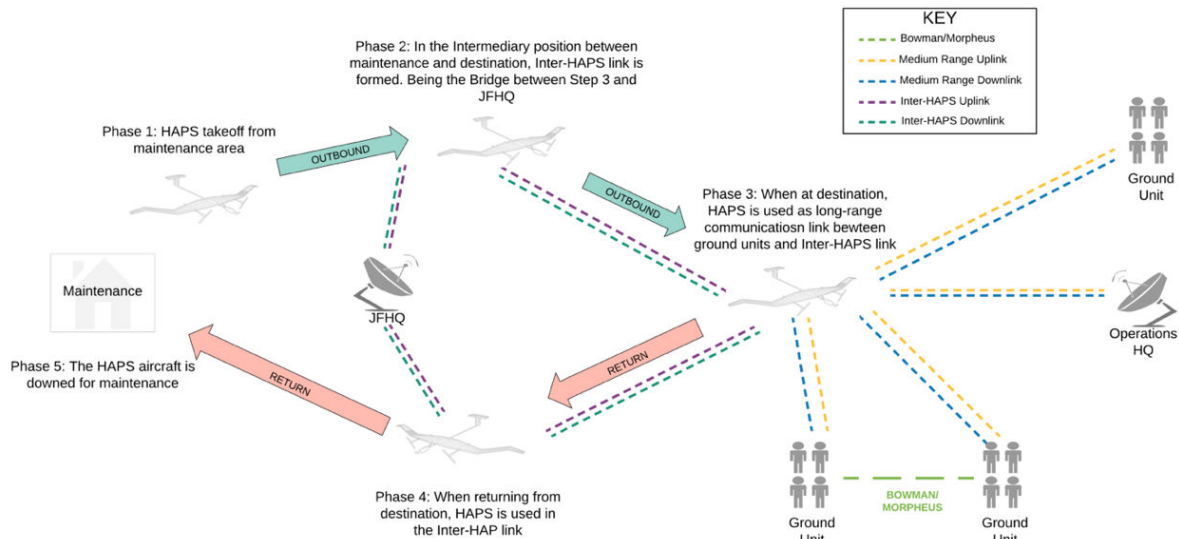 KEY
Bowman/Morpheus
Medium Range Uplink
Medium Range Downlink
Inter-HAPS Uplink
Inter-HAPS Downlink
Phase 2: In the Intermediary position between
maintenance and destination, Inter-HAPS link is
formed. Being the Bridge between Step 3 and
JFHQ
Phase 1: HAPS takeoff from
maintenance area
OUTBOUND
OUTBOUND
Phase 3: When at destination,
HAPS is used as long-range
communicatiosn link bewteen
ground units and Inter-HAPS link
Ground
Unit
Maintenance
JFHQ
Operations
HQ
Phase 5: The HAPS aircraft is
downed for maintenance
RETURN
RETURN
Phase 4: When returning from
destination, HAPS is used in
the Inter-HAP link
BOWMAN/
MORPHEUS
Ground
Unit
Ground
Unit